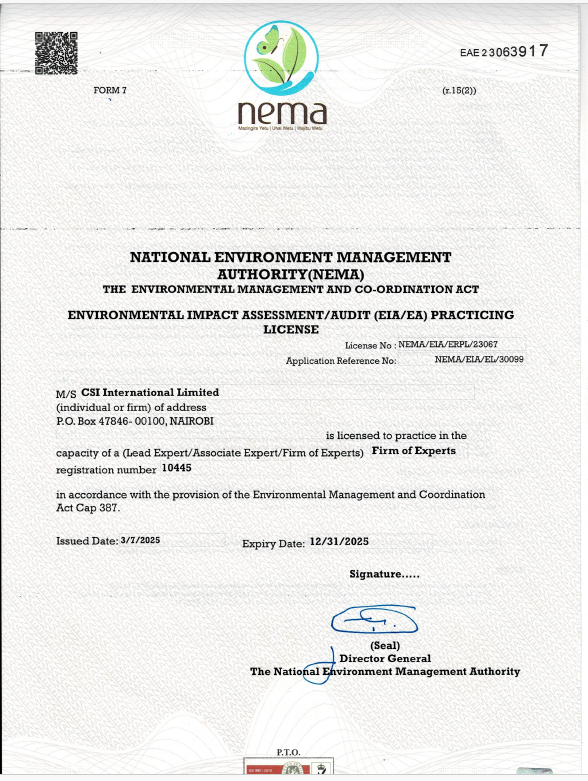 EAE 23063917
FORM 7
(r.15(2))
nema
Mazingira Yetu | Uhai Wetu | Wajibu Wetu
NATIONAL ENVIRONMENT MANAGEMENT
AUTHORITY(NEMA)
THE ENVIRONMENTAL MANAGEMENT AND CO-ORDINATION ACT
ENVIRONMENTAL IMPACT ASSESSMENT/AUDIT (EIA/EA) PRACTICING
LICENSE
License No : NEMA/EIA/ERPL/23067
Application Reference No: NEMA/EIA/EL/30099
M/S CSI International Limited
(individual or firm) of address
P.O. Box 47846- 00100, NAIROBI
is licensed to practice in the
capacity of a (Lead Expert/Associate Expert/Firm of Experts) Firm of Experts
registration number 10445
in accordance with the provision of the Environmental Management and Coordination
Act Cap 387.
Issued Date: 3/7/2025 Expiry Date: 12/31/2025
Signature.....
(Seal)
Director General
The National Environment Management Authority
P.T.O.